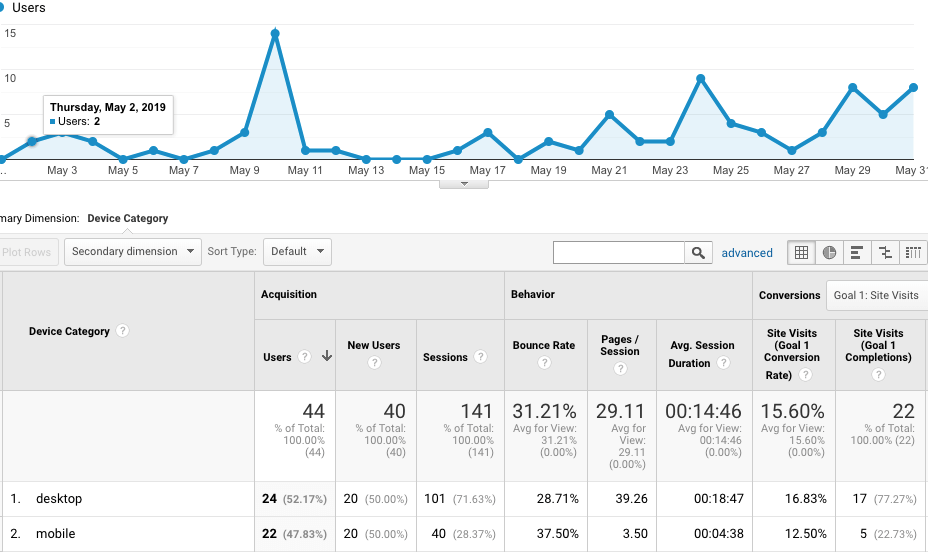 Users
15
10
5
Thursday, May 2, 2019
Users: 2
... May 3 May 5 May 7 May 9 May 11 May 13 May 15 May 17 May 19 May 21 May 23 May 25 May 27 May 29 May 31
mary Dimension: Device Category
Plot Rows Secondary dimension Sort Type: Default advanced
Acquisition Behavior Conversions Goal 1: Site Visits
Device Category ?
Users ?
New Users
?
Sessions ?
Bounce Rate
?
Pages /
Session
?
Avg. Session
Duration ?
Site Visits
(Goal 1
Conversion
Rate) ?
Site Visits
(Goal 1
Completions)
?
44
% of Total:
100.00%
(44)
40
% of Total:
100.00%
(40)
141
% of Total:
100.00%
(141)
31.21%
Avg for View:
31.21%
(0.00%)
29.11
Avg for
View:
29.11
(0.00%)
00:14:46
Avg for View:
00:14:46
(0.00%)
15.60%
Avg for View:
15.60%
(0.00%)
22
% of Total:
100.00% (22)
1. desktop 24 (52.17%) 20 (50.00%) 101 (71.63%) 28.71% 39.26 00:18:47 16.83% 17 (77.27%)
2. mobile 22 (47.83%) 20 (50.00%) 40 (28.37%) 37.50% 3.50 00:04:38 12.50% 5 (22.73%)